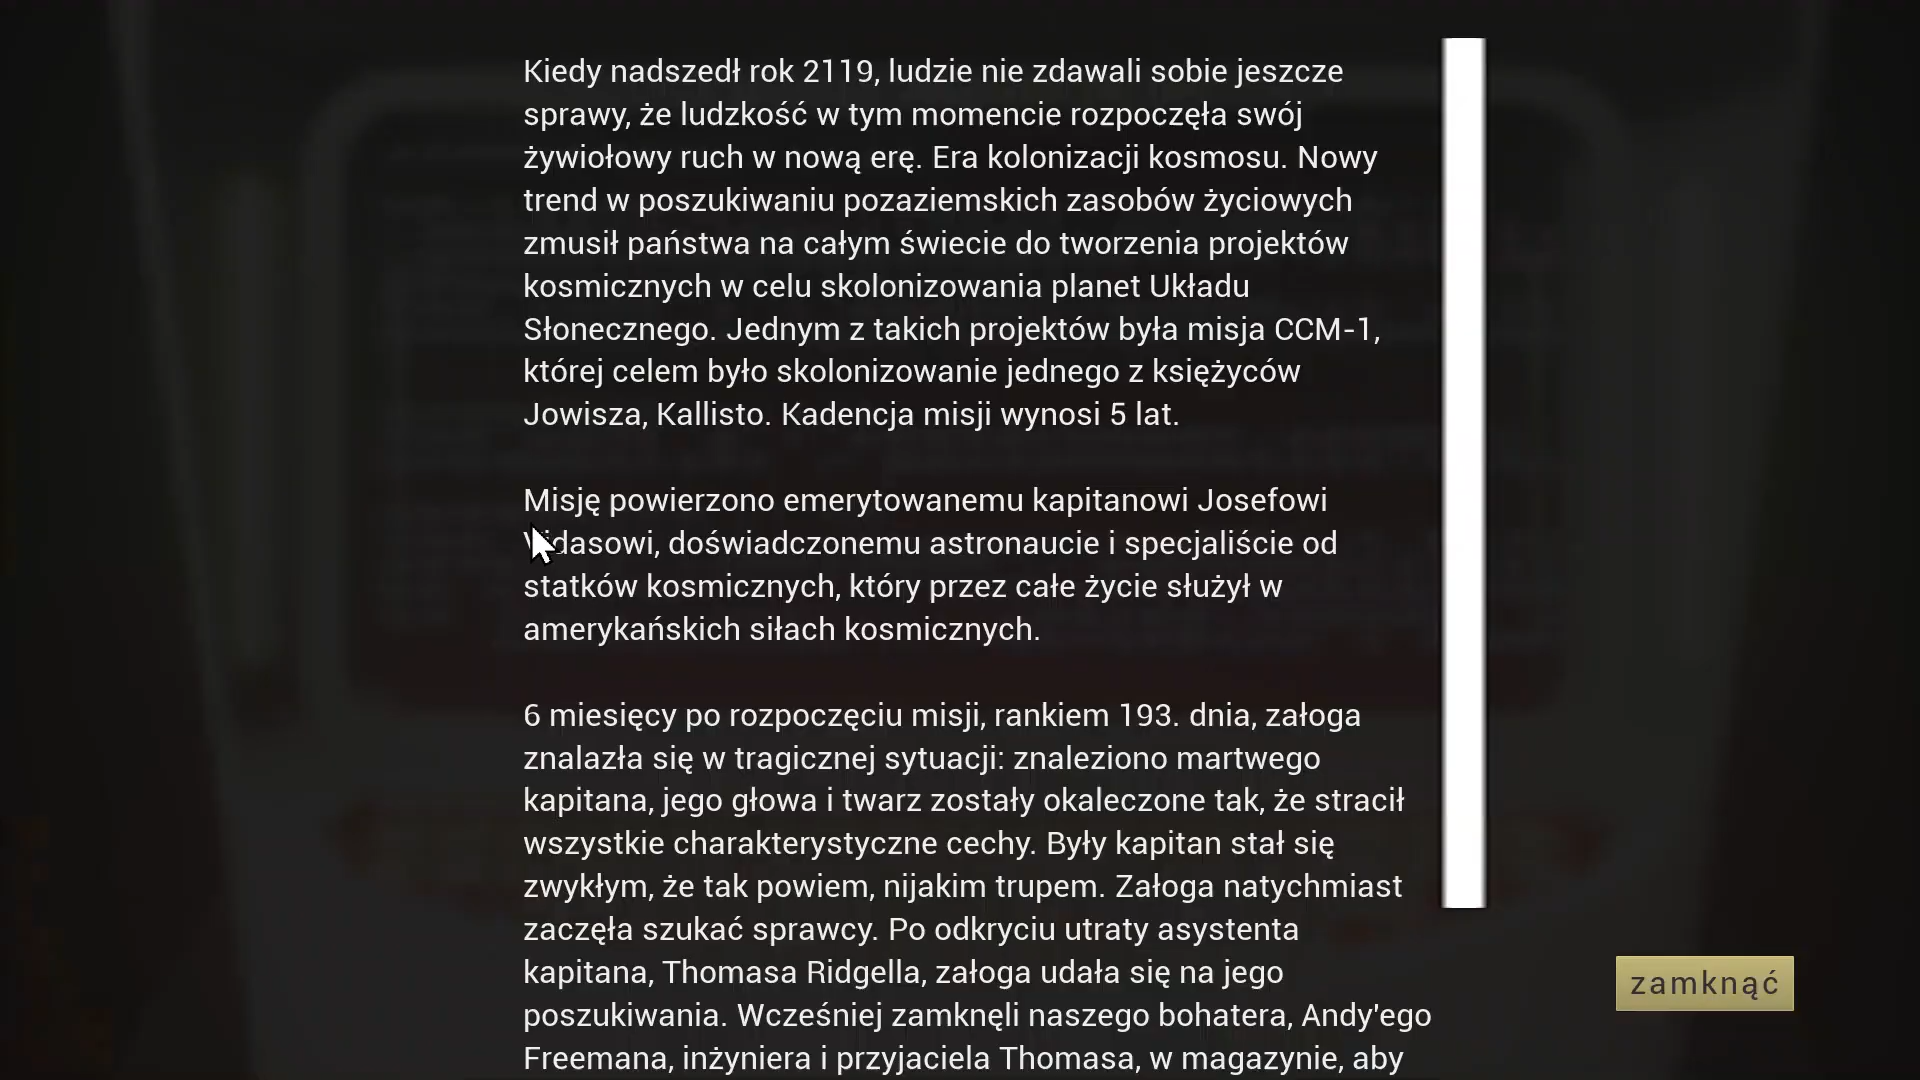 Kiedy nadszedł rok 2119, ludzie nie zdawali sobie jeszcze
sprawy, że ludzkość w tym momencie rozpoczęła swój
żywiołowy ruch w nową erę. Era kolonizacji kosmosu. Nowy
trend w poszukiwaniu pozaziemskich zasobów życiowych
zmusił państwa na całym świecie do tworzenia projektów
kosmicznych w celu skolonizowania planet Układu
Słonecznego. Jednym z takich projektów była misja CCM-1,
której celem było skolonizowanie jednego z księżyców
Jowisza, Kallisto. Kadencja misji wynosi 5 lat.
Misję powierzono emerytowanemu kapitanowi Josefowi
doświadczonemu astronaucie i specjaliście od
statków kosmicznych, który przez całe życie służył w
amerykańskich siłach kosmicznych.
6 miesięcy po rozpoczęciu misji, rankiem 193. dnia, załoga
znalazła się w tragicznej sytuacji: znaleziono martwego
kapitana, jego głowa i twarz zostały okaleczone tak, że stracił
wszystkie charakterystyczne cechy. Były kapitan stał się
zwykłym, że tak powiem, nijakim trupem. Załoga natychmiast
zaczęła szukać sprawcy. Po odkryciu utraty asystenta
kapitana, Thomasa Ridgella, załoga udała się na jego
poszukiwania. Wcześniej zamknęli naszego bohatera, Andy'ego
Freemana, inżyniera i przyjaciela Thomasa, w magazynie, aby
zamknąć